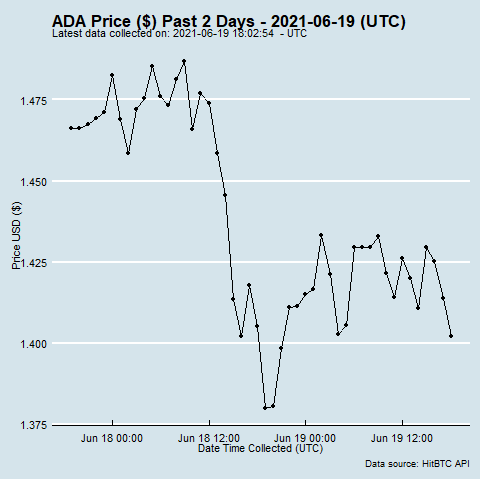 ADA Price ($) Past 2 Days - 2021-06-19 (UTC)
Latest data collected on: 2021-06-19 18:02:54  - UTC
Price USD ($)
1.475
1.450
1.425
1.400
1.375
Jun 18 00:00
Jun 18 12:00
Jun 19 00:00
Jun 19 12:00
Date Time Collected (UTC)
Data source: HitBTC API